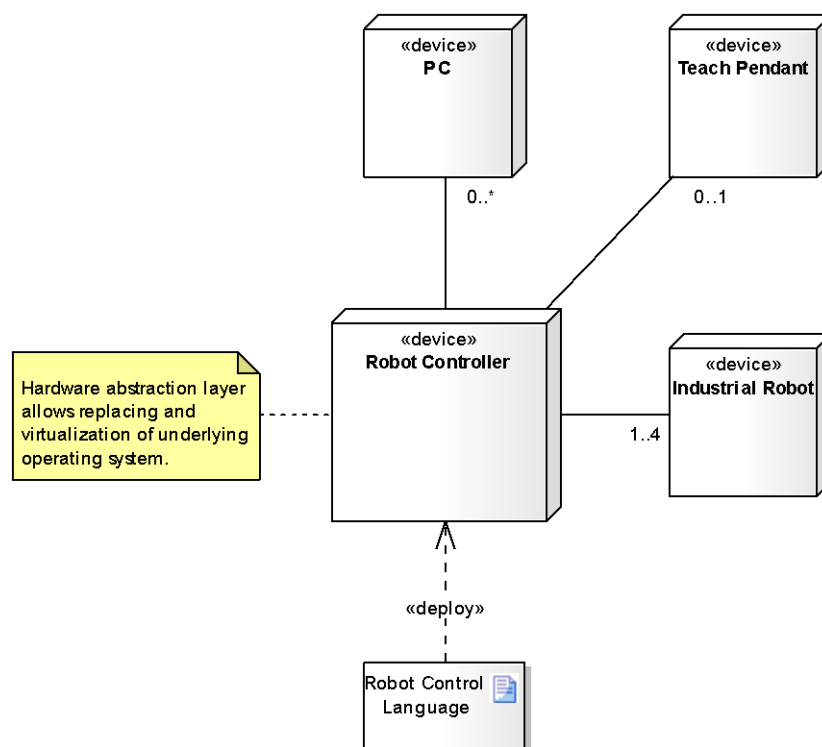 «device»
PC
«device»
Teach Pendant
0..*
0..1
«device»
Robot Controller
«device»
Industrial Robot
Hardware abstraction layer
allows replacing and
virtualization of underlying
operating system.
1..4
«deploy»
Robot Control
Language